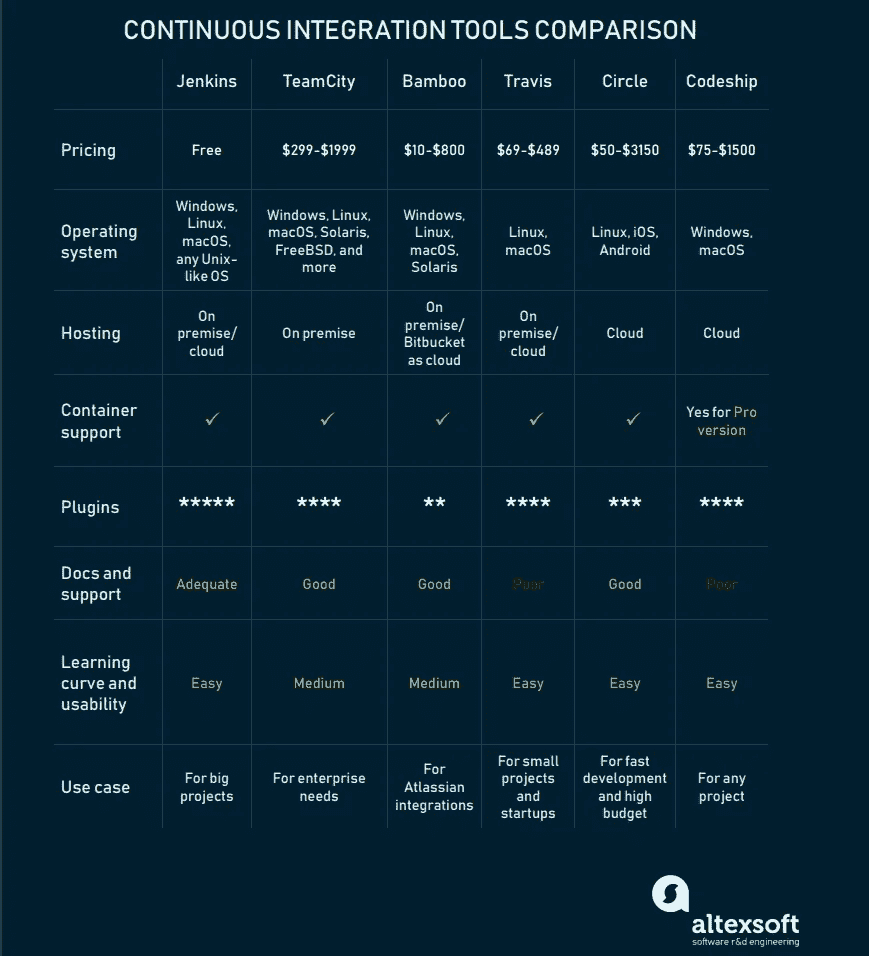 CONTINUOUS INTEGRATION TOOLS COMPARISON
Jenkins
TeamCity
Bamboo
Travis
Circle
Codeship
Pricing
Free
$299-$1999
$10-$800
$69-$489
$50-$3150
$75-$1500
Operating
system
Windows,
Linux,
macOS,
any Unix-
like OS
Windows, Linux,
macOS, Solaris,
FreeBSD, and
more
Windows,
Linux,
macOS,
Solaris
Linux,
macOS
Linux, iOS,
Android
Windows,
macOS
Hosting
On
premise/
cloud
On premise
On
premise/
Bitbucket
as cloud
On
premise/
cloud
Cloud
Cloud
Container
support
✓
✓
✓
✓
✓
Yes for Pro
version
Plugins
*****
****
**
****
***
****
Docs and
support
Adequate
Good
Good
Poor
Good
Poor
Learning
curve and
usability
Easy
Medium
Medium
Easy
Easy
Easy
Use case
For big
projects
For enterprise
needs
For
Atlassian
integrations
For small
projects
and
startups
For fast
development
and high
budget
For any
project
altexsoft
software r&d engineering